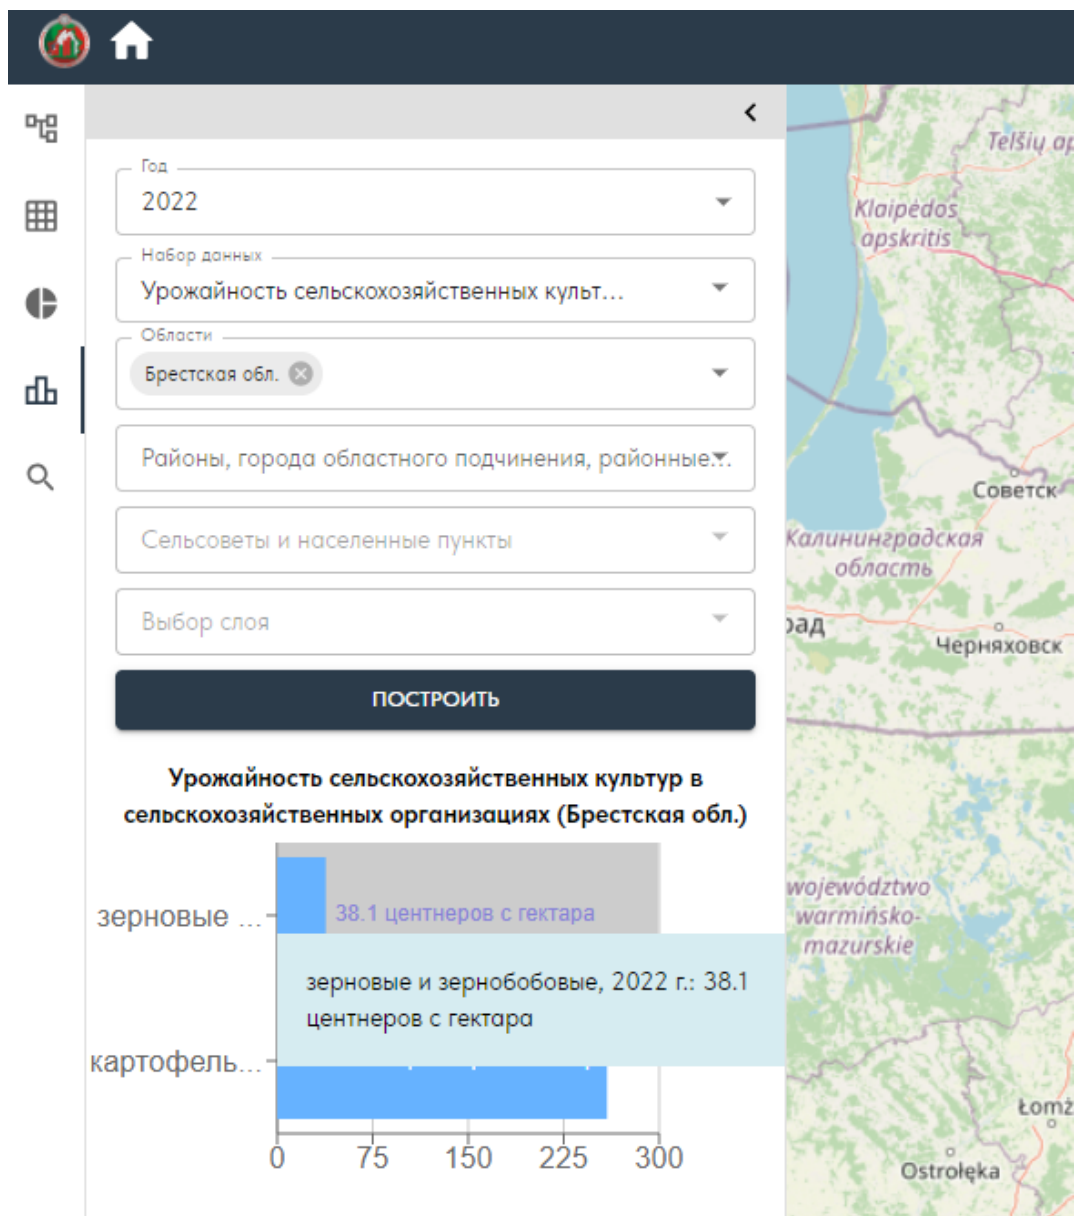 Telšių ap
Klaipėdos
apskritis
Год
2022
Набор данных
Урожайность сельскохозяйственных культ...
Области
Брестская обл.
Районы, города областного подчинения, районные...
Советск
Сельсоветы и населенные пункты
Калининградская
область
Выбор слоя
рад
Черняховск
ПОСТРОИТЬ
Урожайность сельскохозяйственных культур в
сельскохозяйственных организациях (Брестская обл.)
województwo
warmińsko-
mazurskie
зерновые ...
38.1 центнеров с гектара
зерновые и зернобобовые, 2022 г.: 38.1
центнеров с гектара
картофель...
Łomż
Ostrołęka
0 75 150 225 300